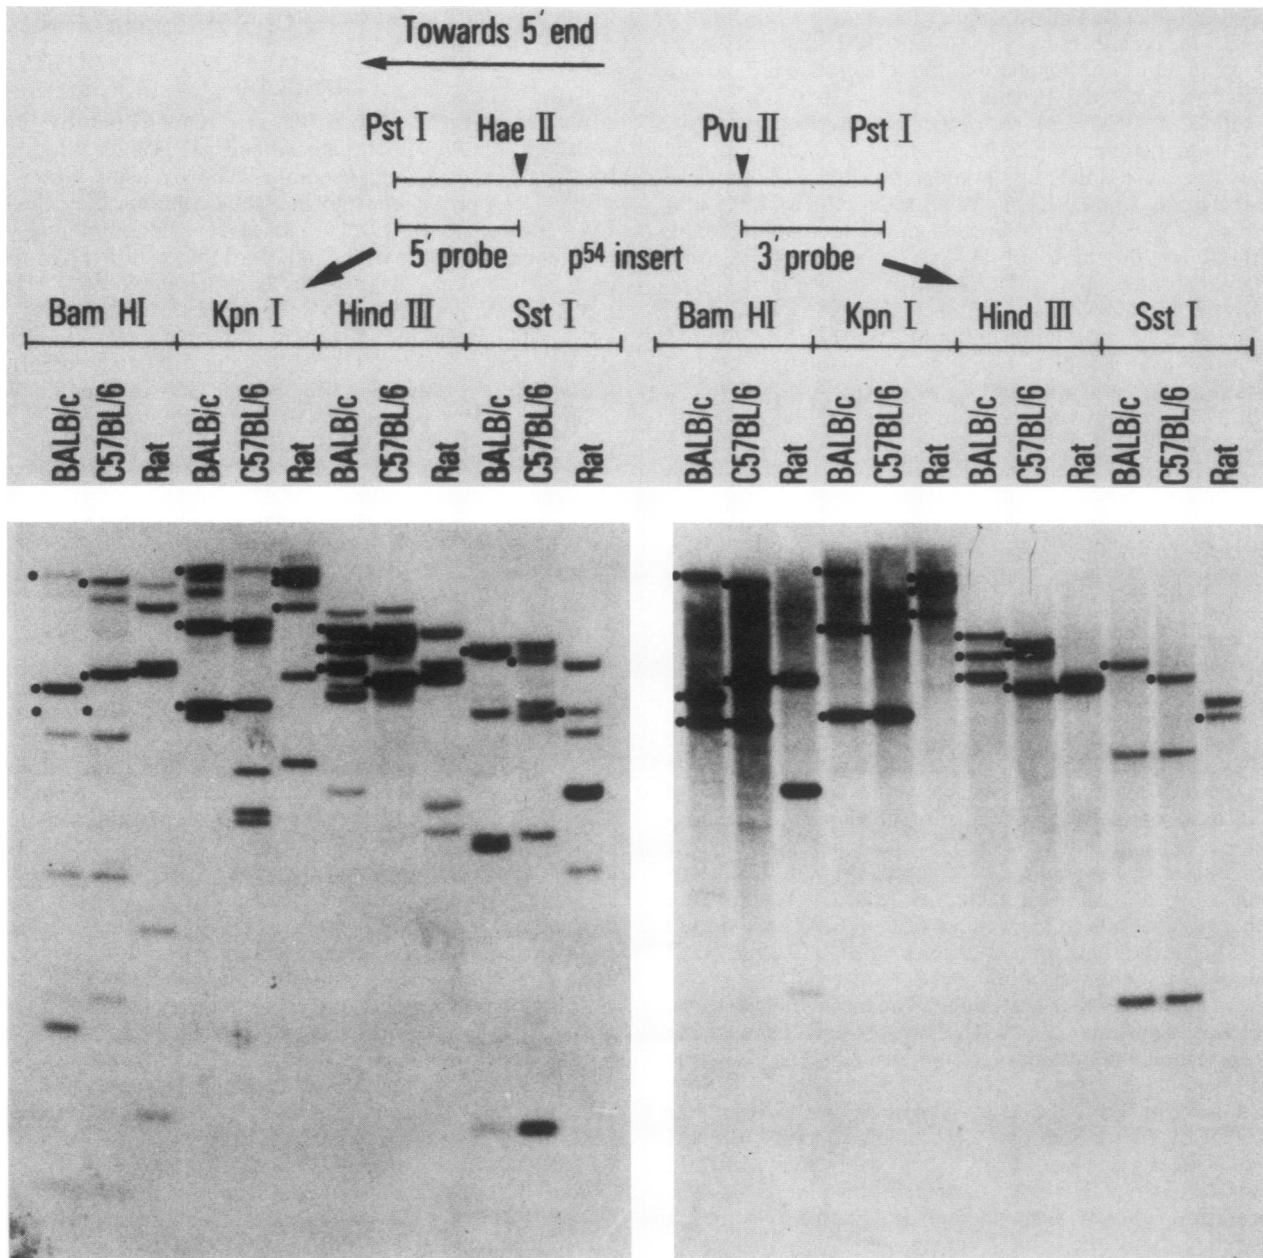 Towards 5' end
Pst I Hae II Pvu II Pst I
5' probe p54 insert 3' probe
Bam HI Kpn I Hind III Sst I Bam HI Kpn I Hind III Sst I
BALB/c C57BL/6 Rat BALB/c C57BL/6 Rat BALB/c C57BL/6 Rat BALB/c C57BL/6 Rat BALB/c C57BL/6 Rat BALB/c C57BL/6 Rat BALB/c C57BL/6 Rat BALB/c C57BL/6 Rat